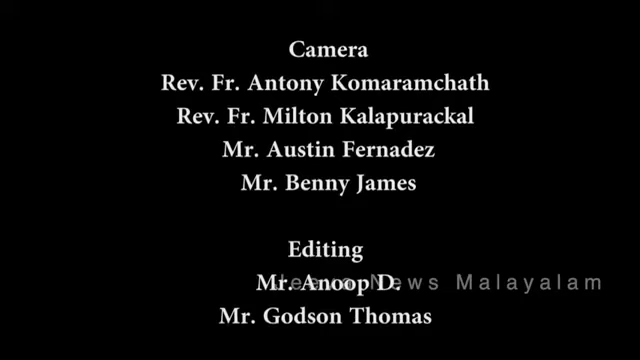 Camera
Rev. Fr. Antony Komaramchath
Rev. Fr. Milton Kalapurackal
Mr. Austin Fernadez
Mr. Benny James
Editing
Mr. Anoop D.
News Malayalam
Mr. Godson Thomas